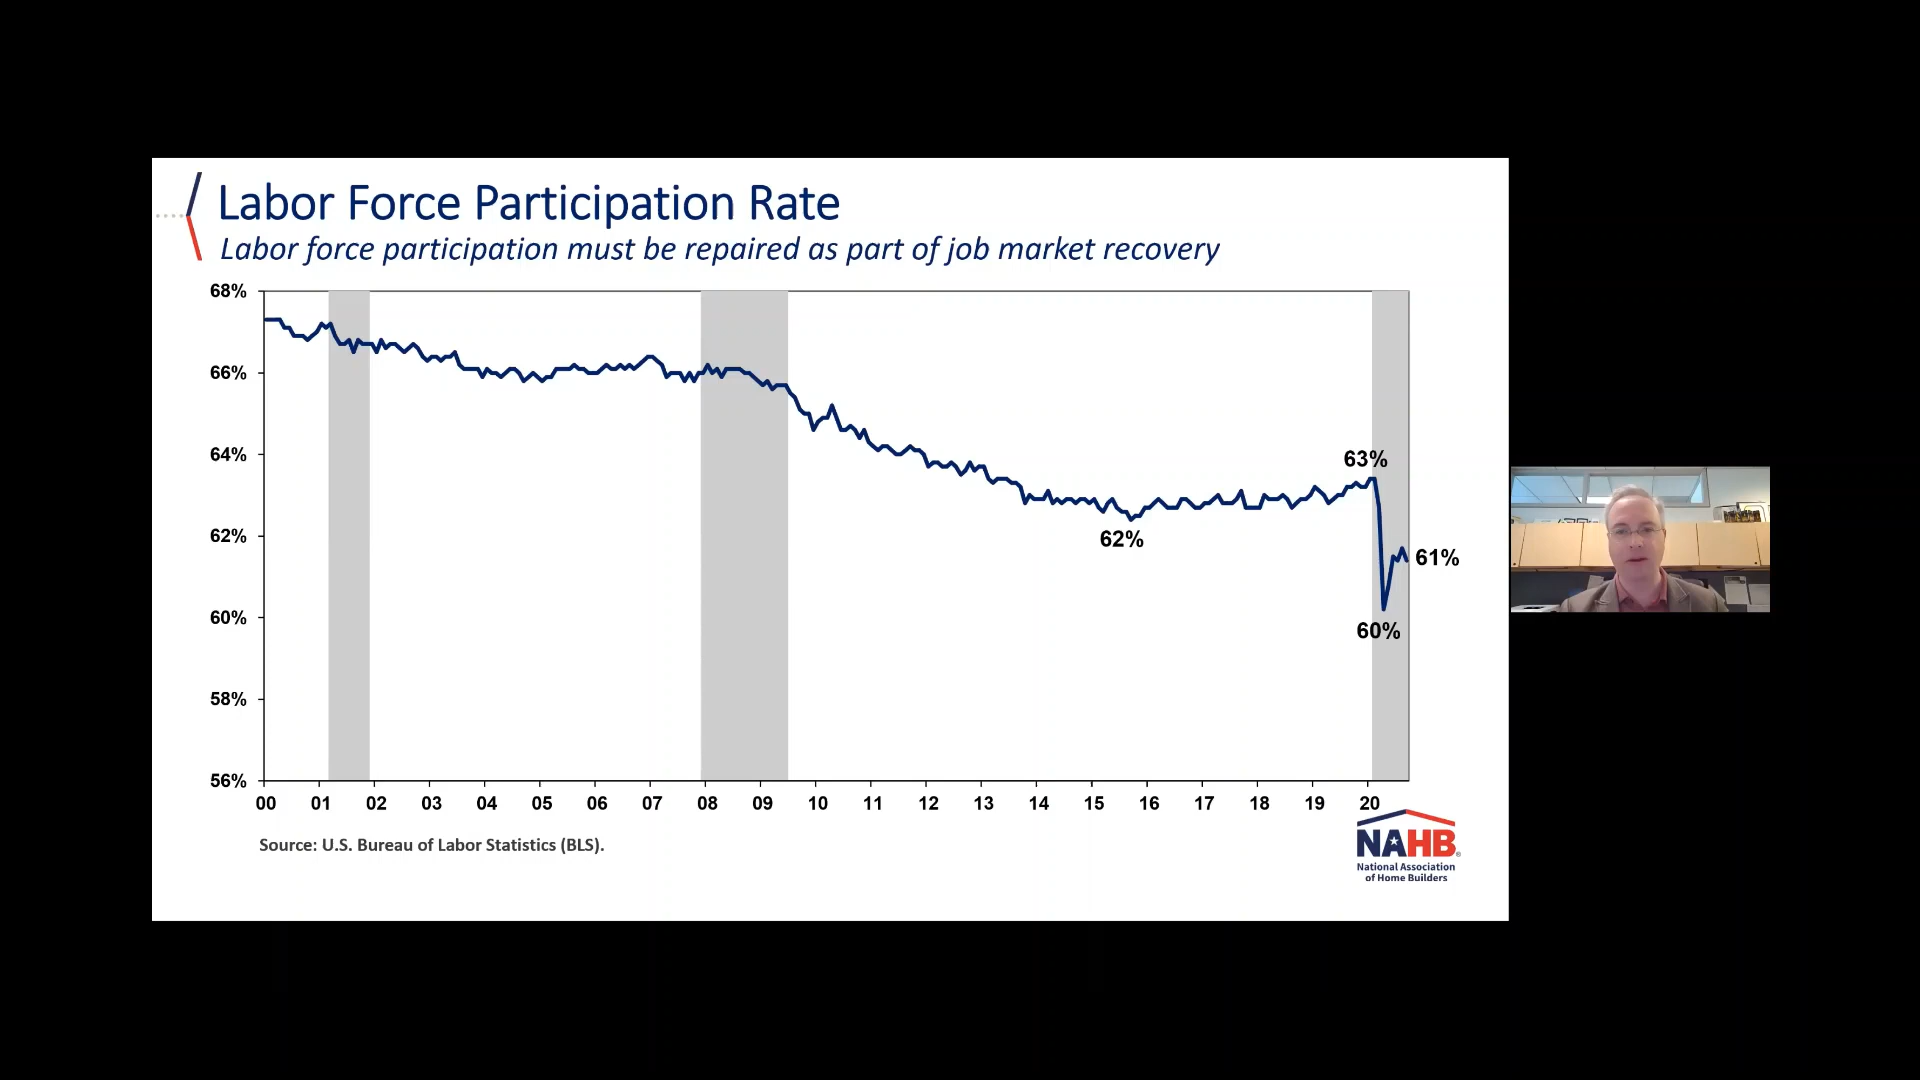 Labor Force Participation Rate
Labor force participation must be repaired as part of job market recovery
68%
66%
64%
62%
60%
58%
56%
63%
62%
61%
60%
00 01 02 03 04 05 06 07 08 09 10 11 12 13 14 15 16 17 18 19 20
Source: U.S. Bureau of Labor Statistics (BLS).
NAHB®
National Association
of Home Builders